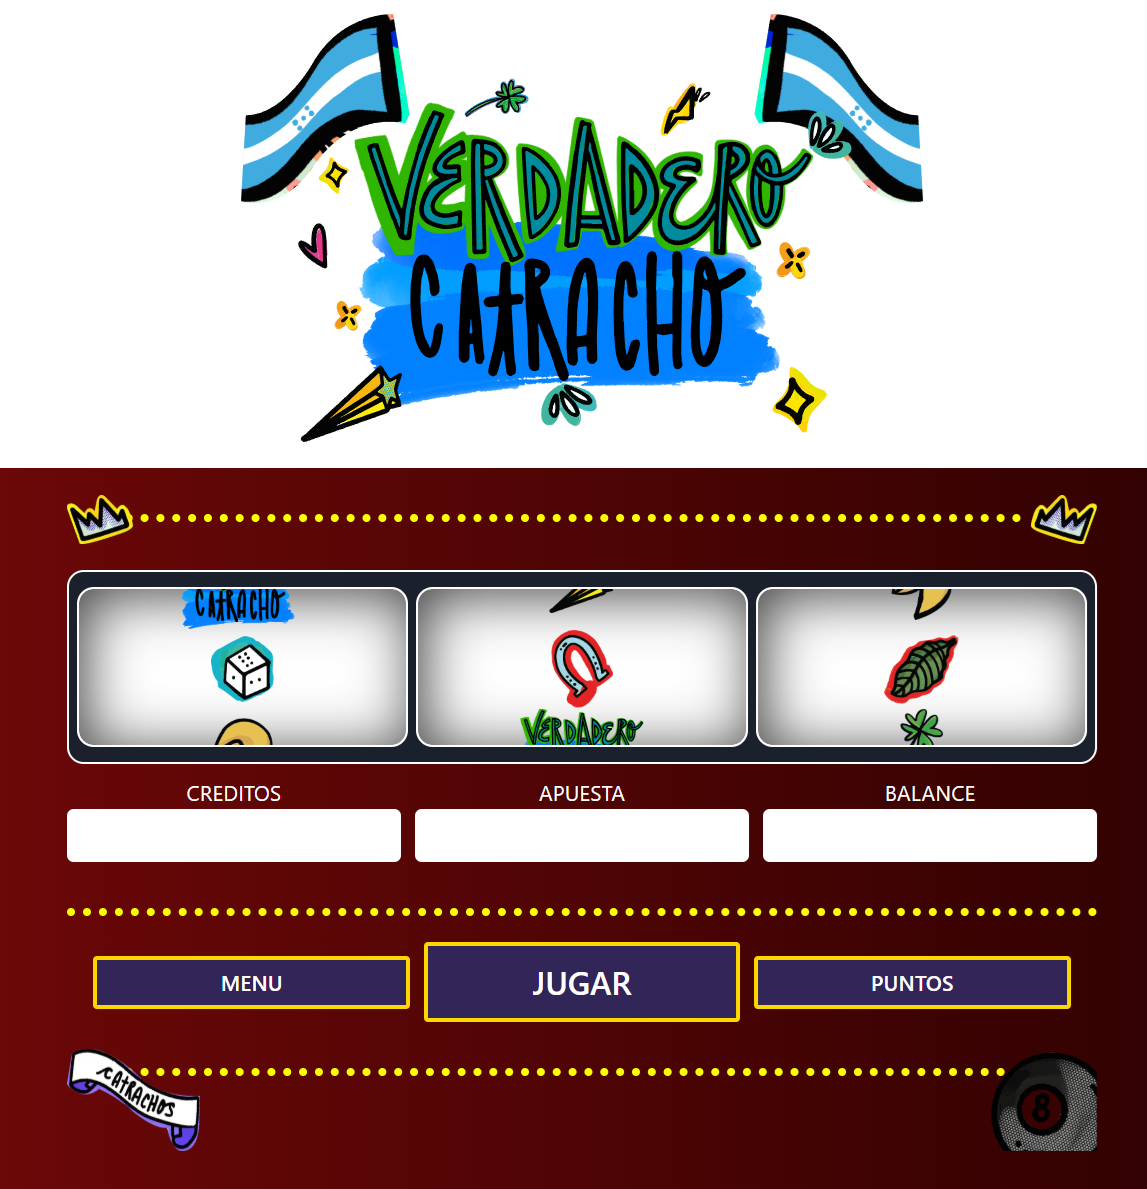 VERDADERO
CATRACHO
CATRACHO
VERDADERO
CREDITOS
APUESTA
BALANCE
MENU
JUGAR
PUNTOS
CATRACHOS
8